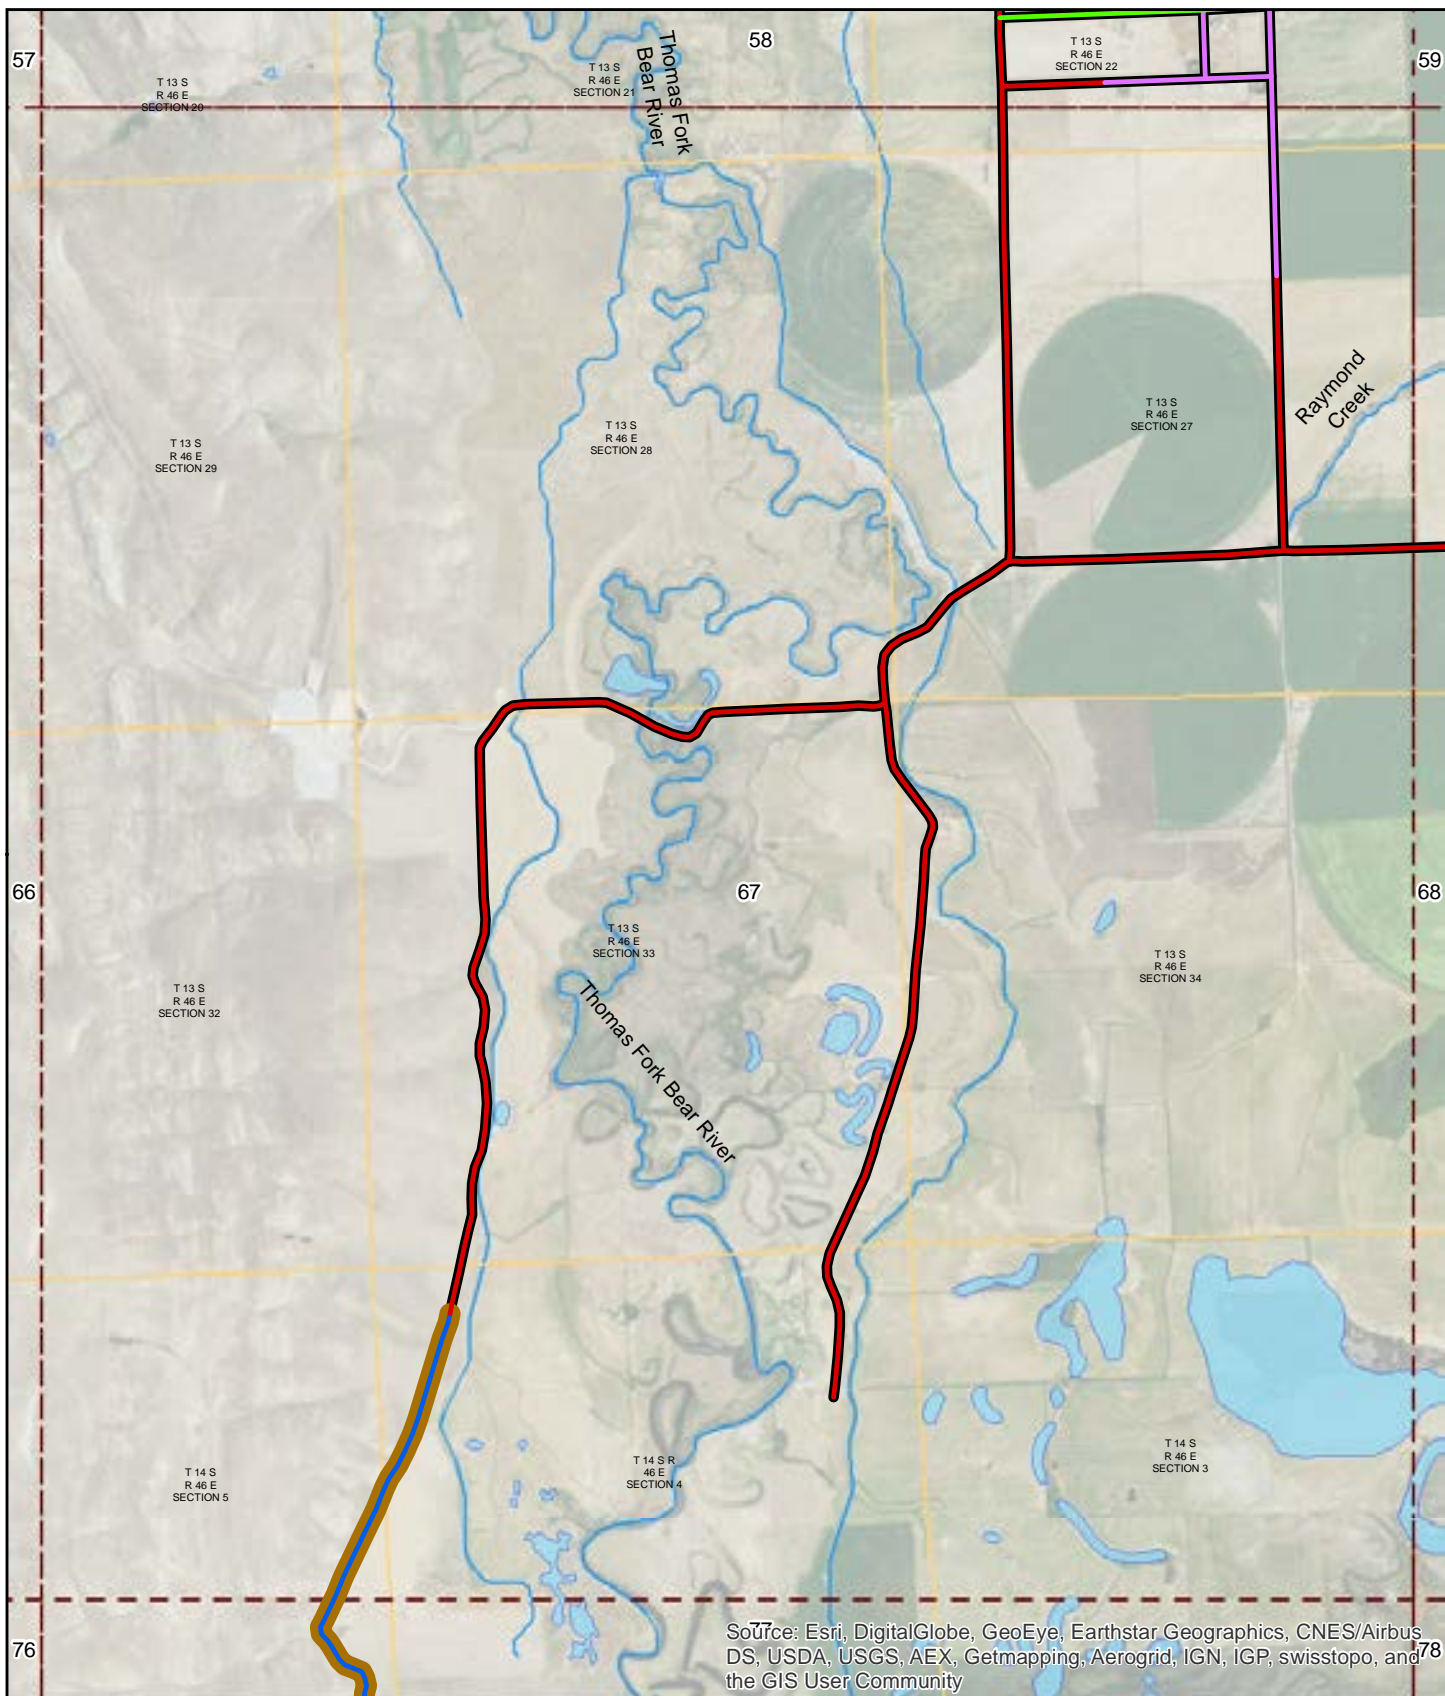 57
58
59
T 13 S
R 46 E
SECTION 20
T 13 S
R 46 E
SECTION 21
Thomas Fork
Bear River
T 13 S
R 46 E
SECTION 22
T 13 S
R 46 E
SECTION 29
T 13 S
R 46 E
SECTION 28
T 13 S
R 46 E
SECTION 27
Raymond
Creek
66
67
68
T 13 S
R 46 E
SECTION 32
T 13 S
R 46 E
SECTION 33
T 13 S
R 46 E
SECTION 34
Thomas Fork Bear River
T 14 S
R 46 E
SECTION 5
T 14 S R
46 E
SECTION 4
T 14 S
R 46 E
SECTION 3
76
77
78
Source: Esri, DigitalGlobe, GeoEye, Earthstar Geographics, CNES/Airbus
DS, USDA, USGS, AEX, Getmapping, Aerogrid, IGN, IGP, swisstopo, and
the GIS User Community